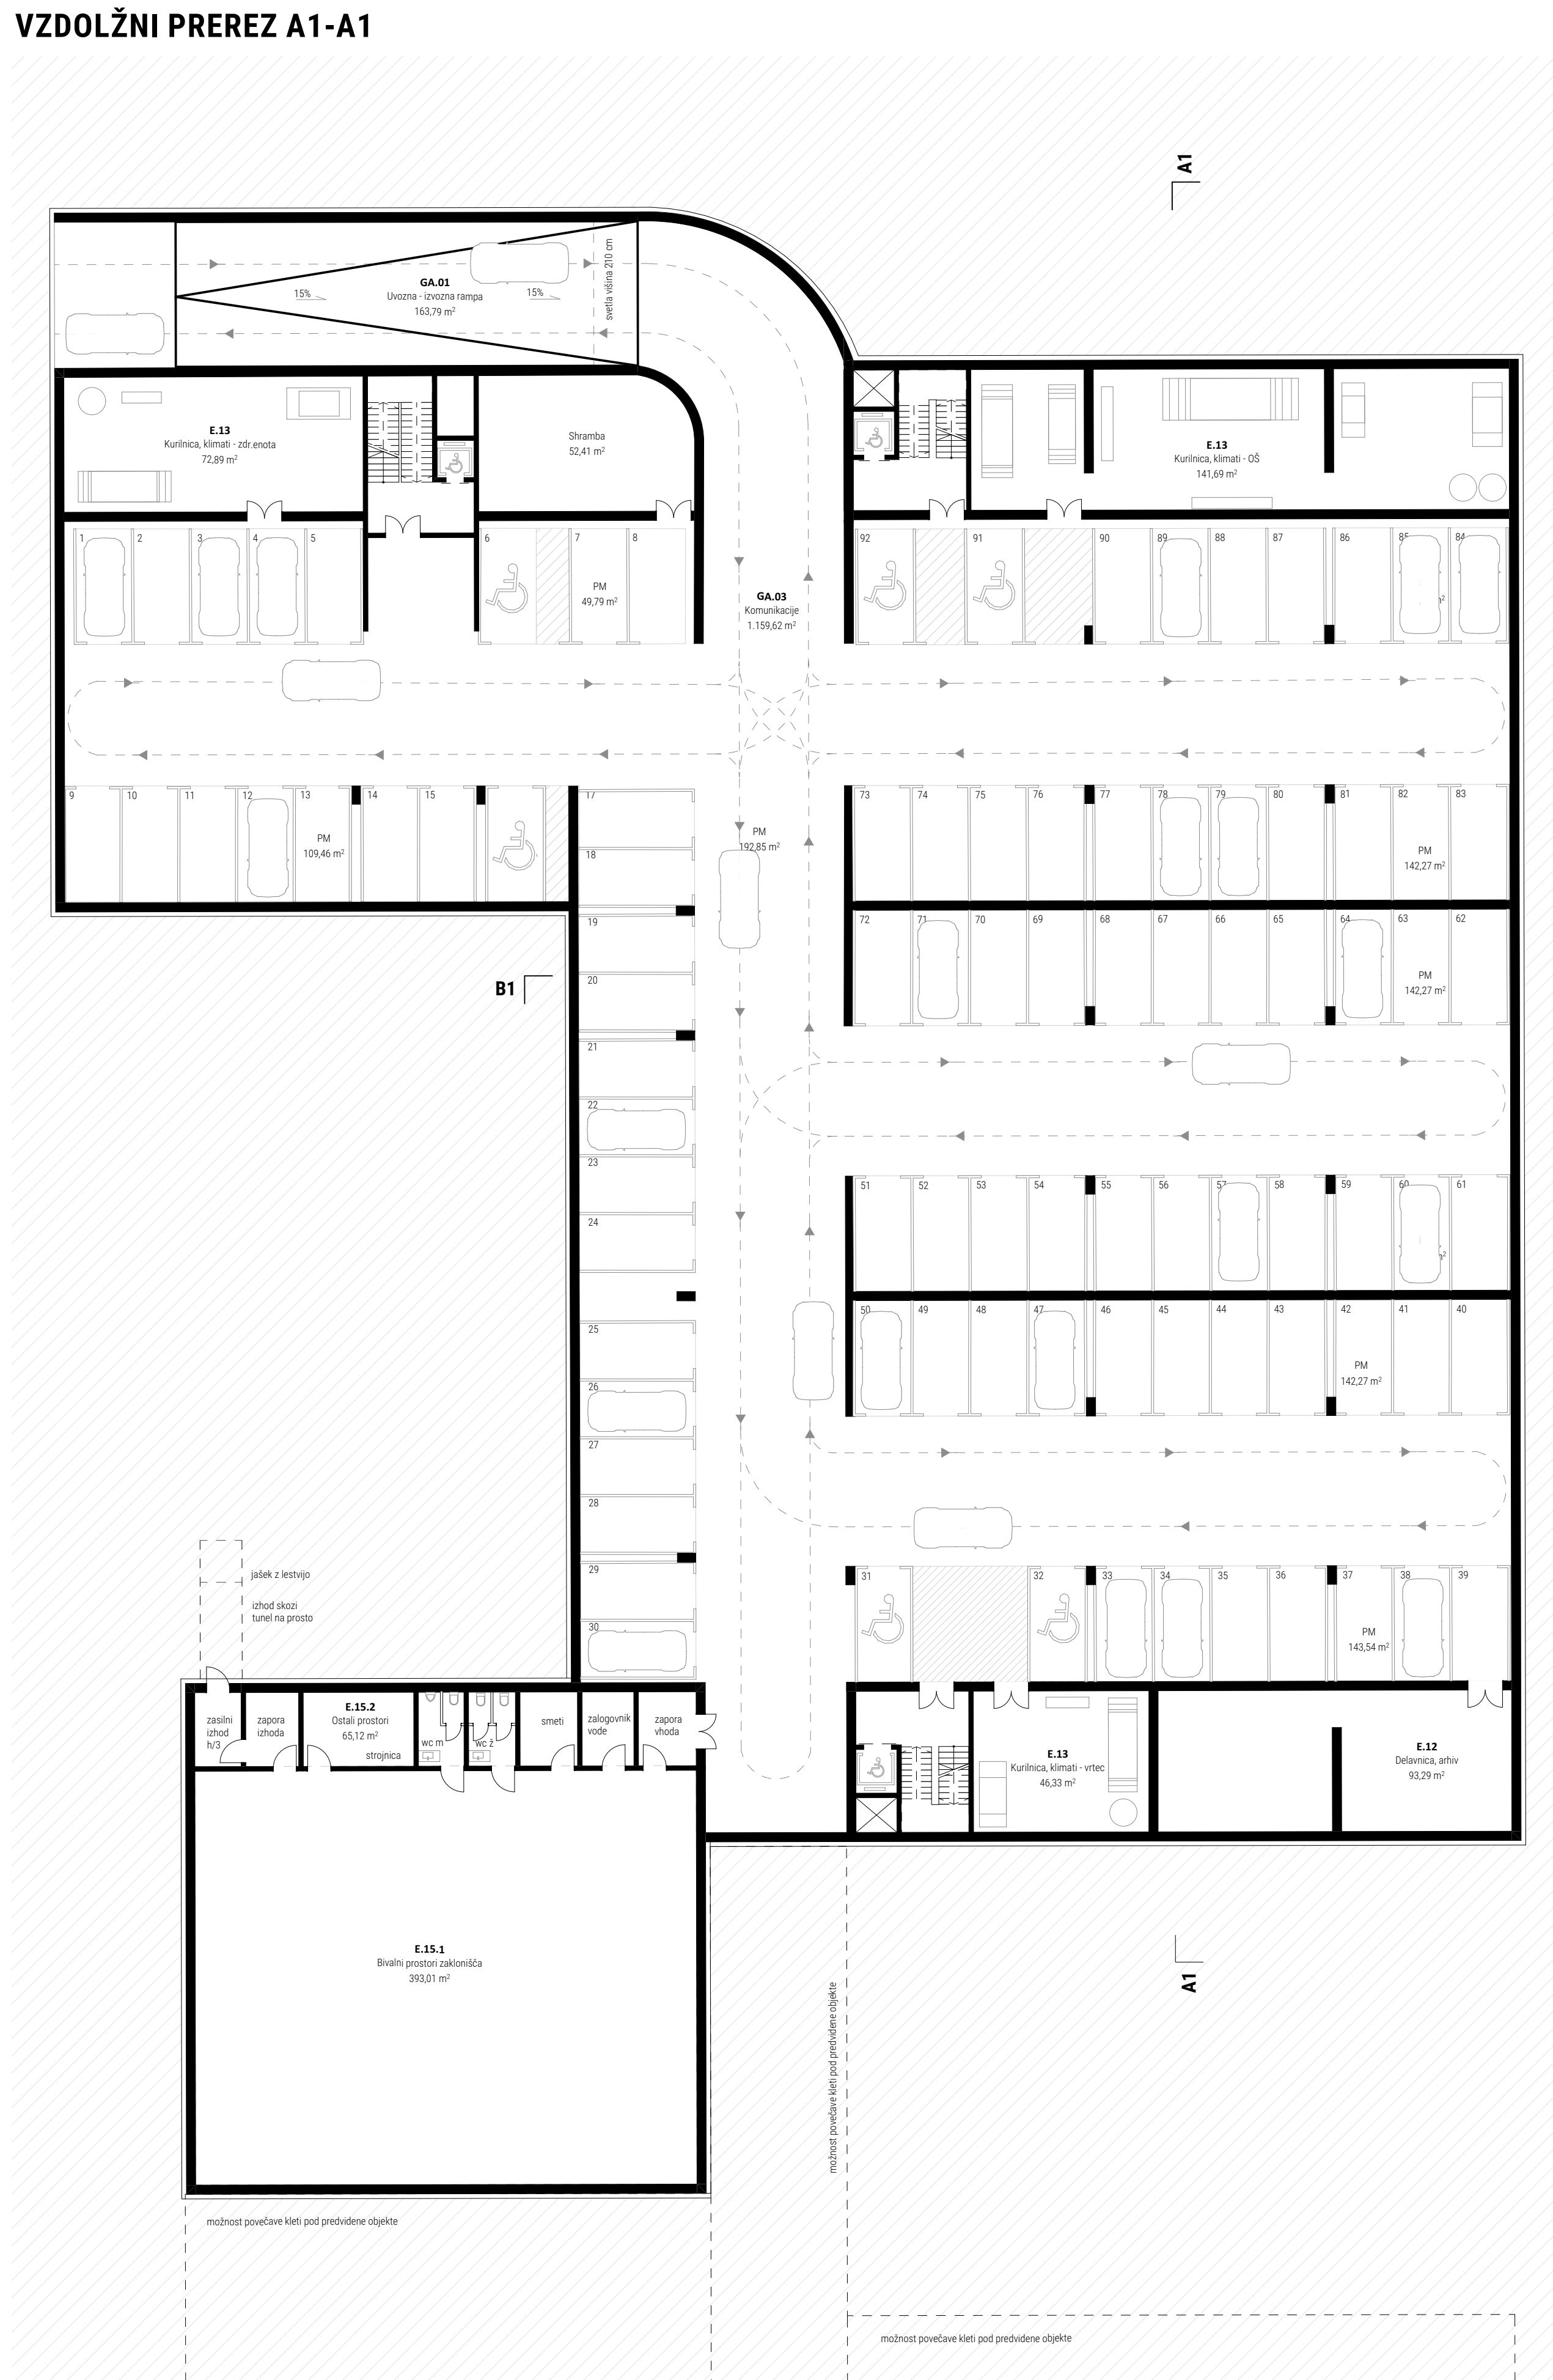 VZDOLŽNI PREREZ A1-A1
A1
GA.01
Uvozna - izvozna rampa
163,79 m²
15%
15%
svetla višina 210 cm
E.13
Kurilnica, klimati - zdr.enota
72,89 m²
Shramba
52,41 m²
E.13
Kurilnica, klimati - OŠ
141,69 m²
1
2
3
4
5
6
7
8
PM
49,79 m²
GA.03
Komunikacije
1.159,62 m²
92
91
90
89
88
87
86
85
84
9
10
11
12
13
14
15
PM
109,46 m²
17
18
19
20
21
22
23
24
25
26
27
28
29
30
PM
192,85 m²
73
74
75
76
77
78
79
80
81
82
83
PM
142,27 m²
72
71
70
69
68
67
66
65
64
63
62
PM
142,27 m²
B1
51
52
53
54
55
56
57
58
59
60
61
50
49
48
47
46
45
44
43
42
41
40
PM
142,27 m²
31
32
33
34
35
36
37
38
39
PM
143,54 m²
jašek z lestvijo
izhod skozi
tunel na prosto
zasilni
izhod
h/3
zapora
izhoda
E.15.2
Ostali prostori
65,12 m²
strojnica
wc m
wc ž
smeti
zalogovnik
vode
zapora
vhoda
E.13
Kurilnica, klimati - vrtec
46,33 m²
E.12
Delavnica, arhiv
93,29 m²
E.15.1
Bivalni prostori zaklonišča
393,01 m²
A1
možnost povečave kleti pod predvidene objekte
možnost povečave kleti pod predvidene objekte
možnost povečave kleti pod predvidene objekte